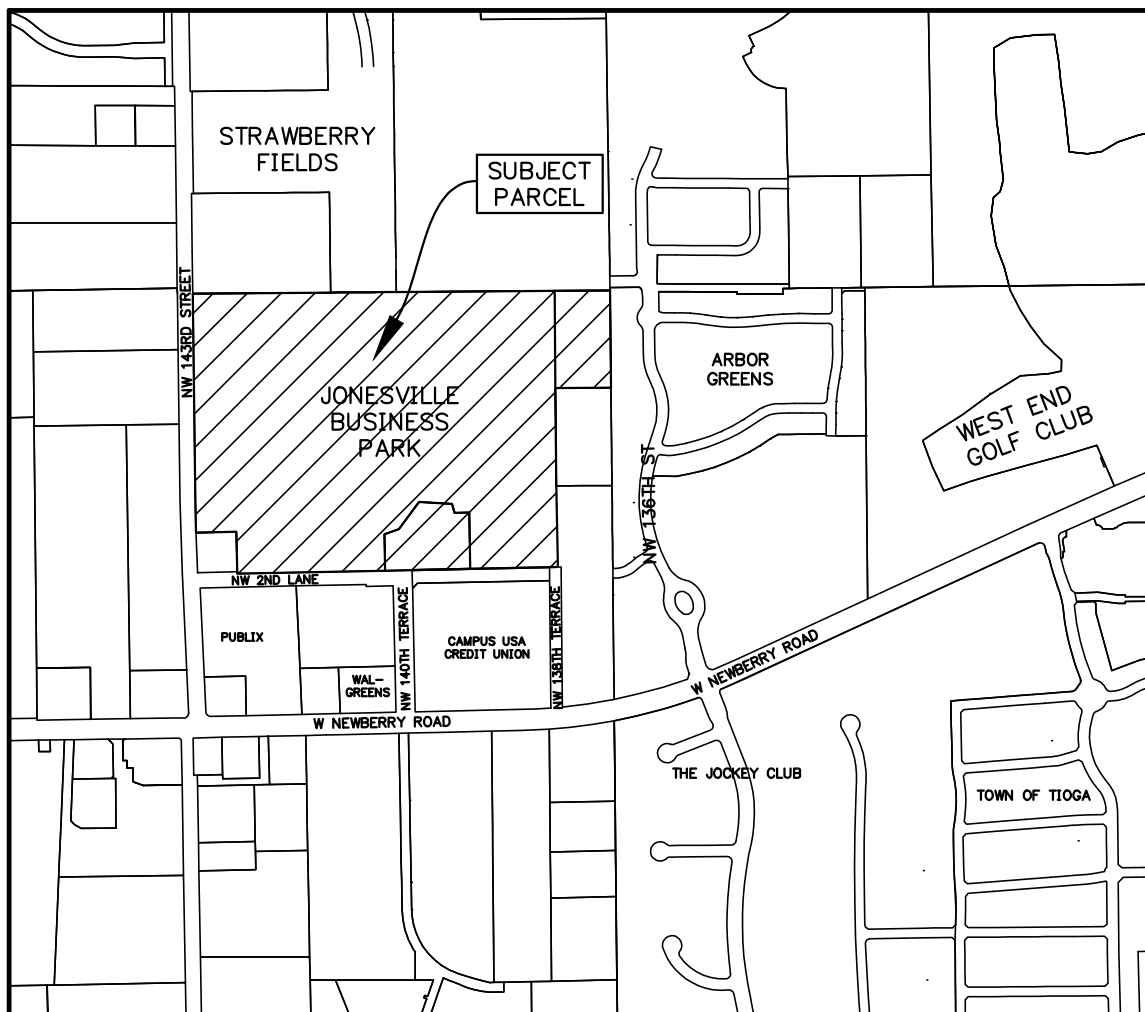 STRAWBERRY
FIELDS
SUBJECT
PARCEL
NW 143RD STREET
JONESVILLE
BUSINESS
PARK
ARBOR
GREENS
WEST END
GOLF CLUB
NW 136TH ST
NW 2ND LANE
PUBLIX
WAL-
GREENS
NW 140TH TERRACE
CAMPUS USA
CREDIT UNION
NW 138TH TERRACE
W NEWBERRY ROAD
W NEWBERRY ROAD
THE JOCKEY CLUB
TOWN OF TIOGA